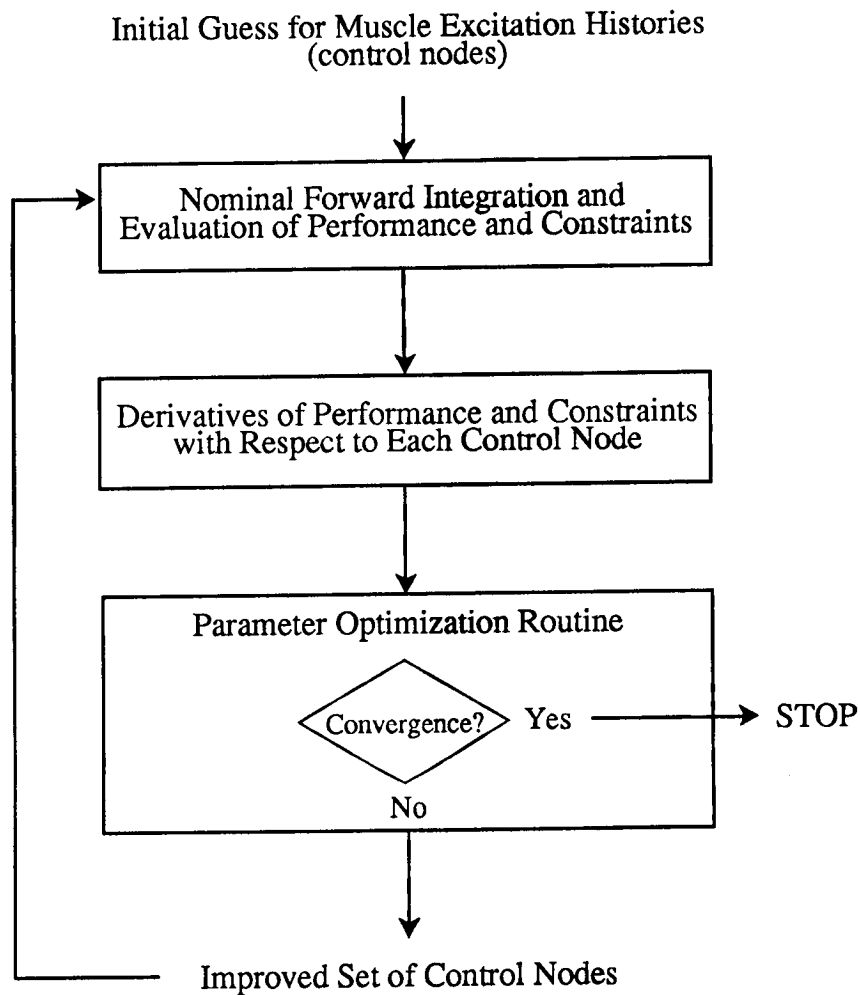 Initial Guess for Muscle Excitation Histories
(control nodes)
Nominal Forward Integration and
Evaluation of Performance and Constraints
Derivatives of Performance and Constraints
with Respect to Each Control Node
Parameter Optimization Routine
Convergence? Yes STOP
No
Improved Set of Control Nodes